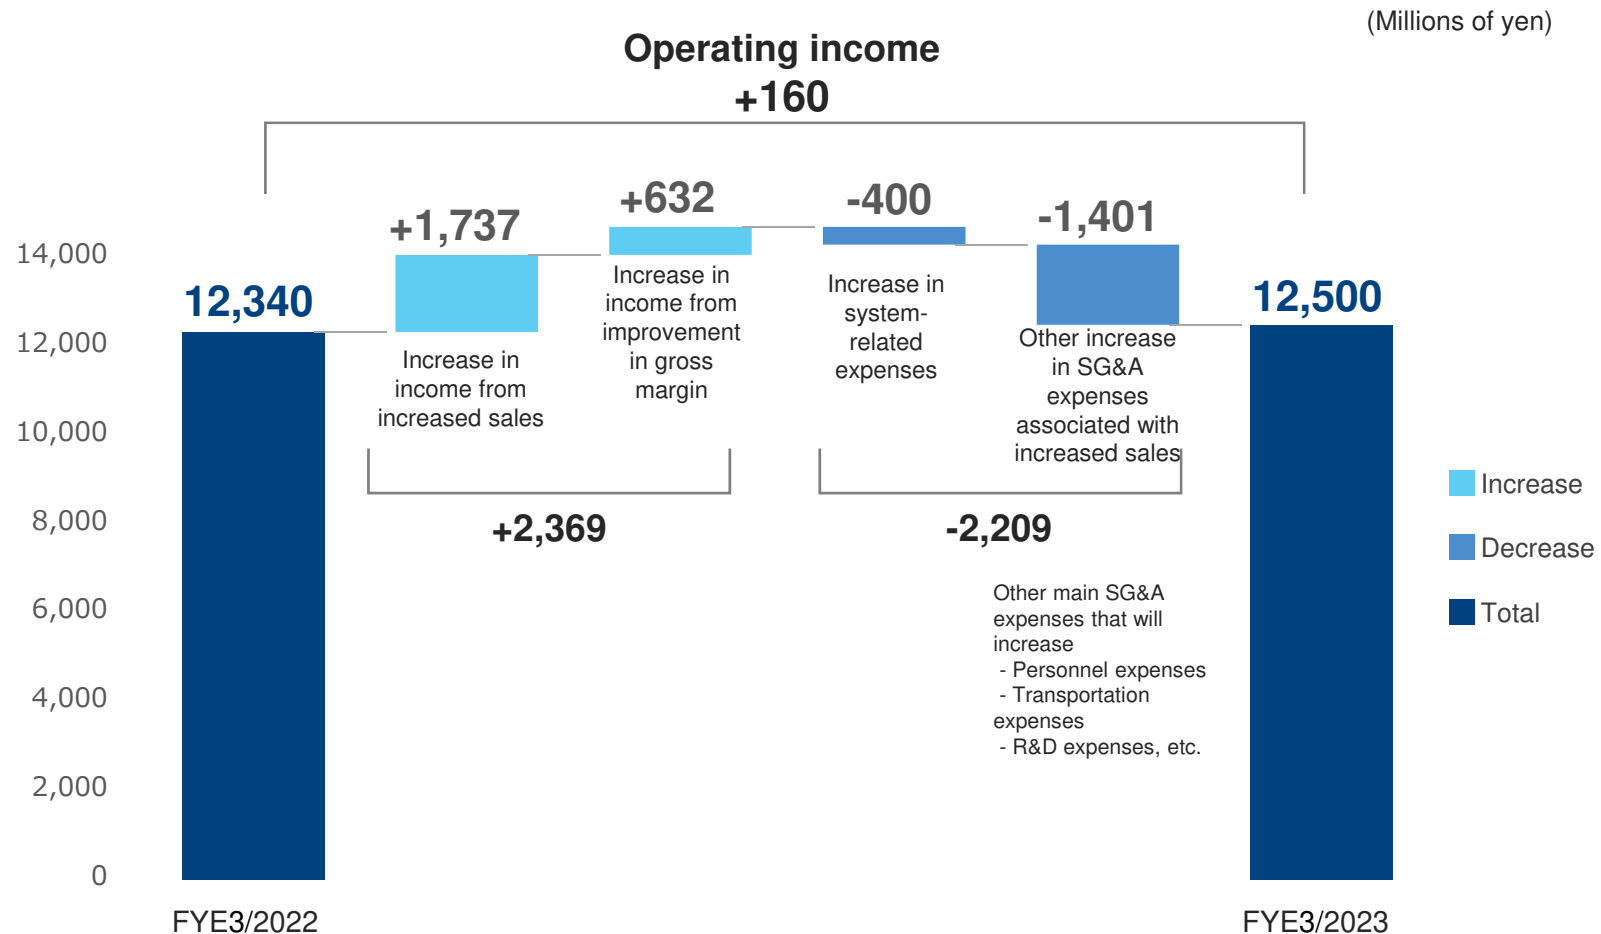 (Millions of yen)
Operating income
+160
+1,737
+632
-400
-1,401
14,000
12,000
10,000
8,000
6,000
4,000
2,000
0
12,340
12,500
Increase in
income from
increased sales
Increase in
income from
improvement
in gross
margin
Increase in
system-
related
expenses
Other increase
in SG&A
expenses
associated with
increased sales
+2,369
-2,209
Other main SG&A
expenses that will
increase
- Personnel expenses
- Transportation
expenses
- R&D expenses, etc.
Increase
Decrease
Total
FYE3/2022
FYE3/2023